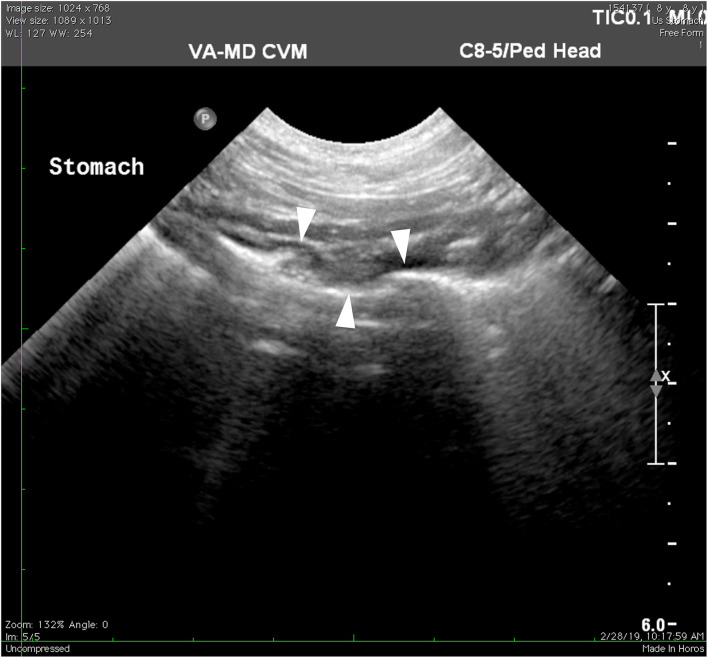 Image size: 1024 x 768
View size: 1089 x 1013
WL: 127 WW: 254
TIC0.1
Us Stomach
Free Form
VA-MD CVM
C8-5/Ped Head
P
Stomach
X
6.0
Zoom: 132% Angle: 0
Im: 5/5
Uncompressed
2/28/19, 10:17:59 AM
Made In Horos